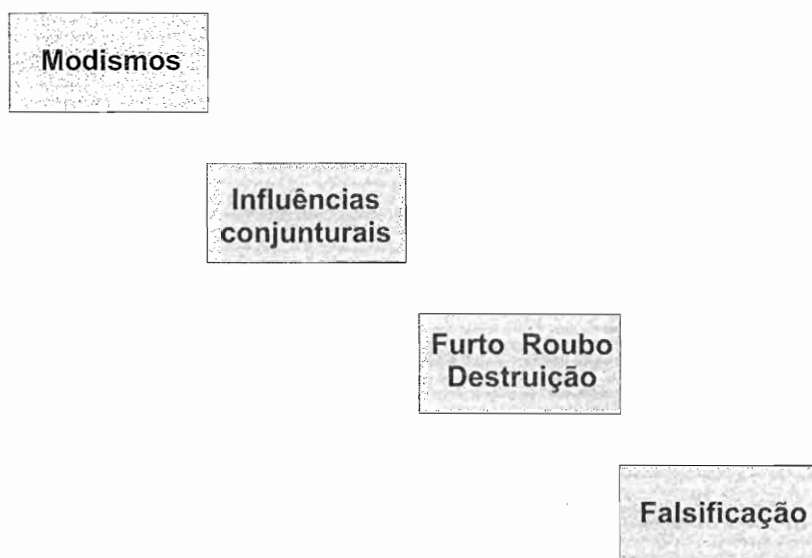 Modismos
Influências
conjunturais
Furto Roubo
Destruição
Falsificação